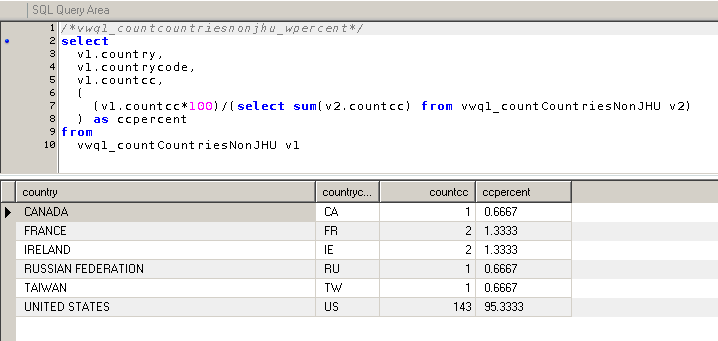 SQL Query Area
1 /*vwq1_countcountriesnonjhu_wpercent*/
2 select
3 v1.country,
4 v1.countrycode,
5 v1.countcc,
6 (
7 (v1.countcc*100)/(select sum(v2.countcc) from vwq1_countCountriesNonJHU v2)
8 ) as ccpercent
9 from
10 vwq1_countCountriesNonJHU v1
country countryc... countcc ccpercent
CANADA CA 1 0.6667
FRANCE FR 2 1.3333
IRELAND IE 2 1.3333
RUSSIAN FEDERATION RU 1 0.6667
TAIWAN TW 1 0.6667
UNITED STATES US 143 95.3333